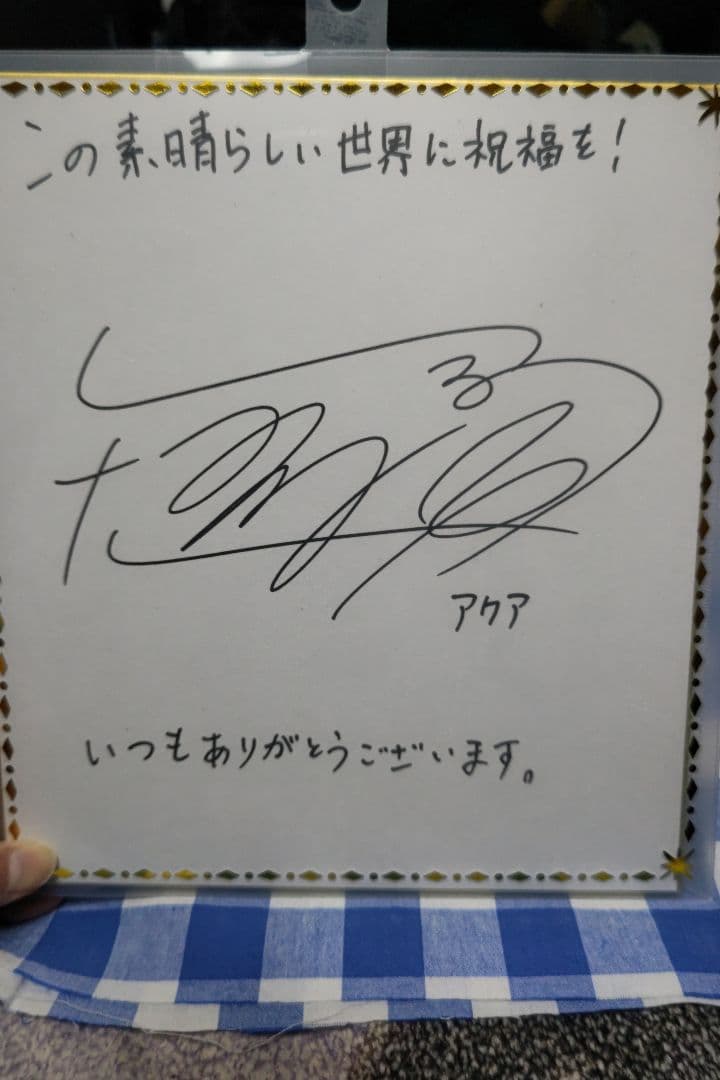 この素晴らしい世界に祝福を!
アクア
いつもありがとうございます。